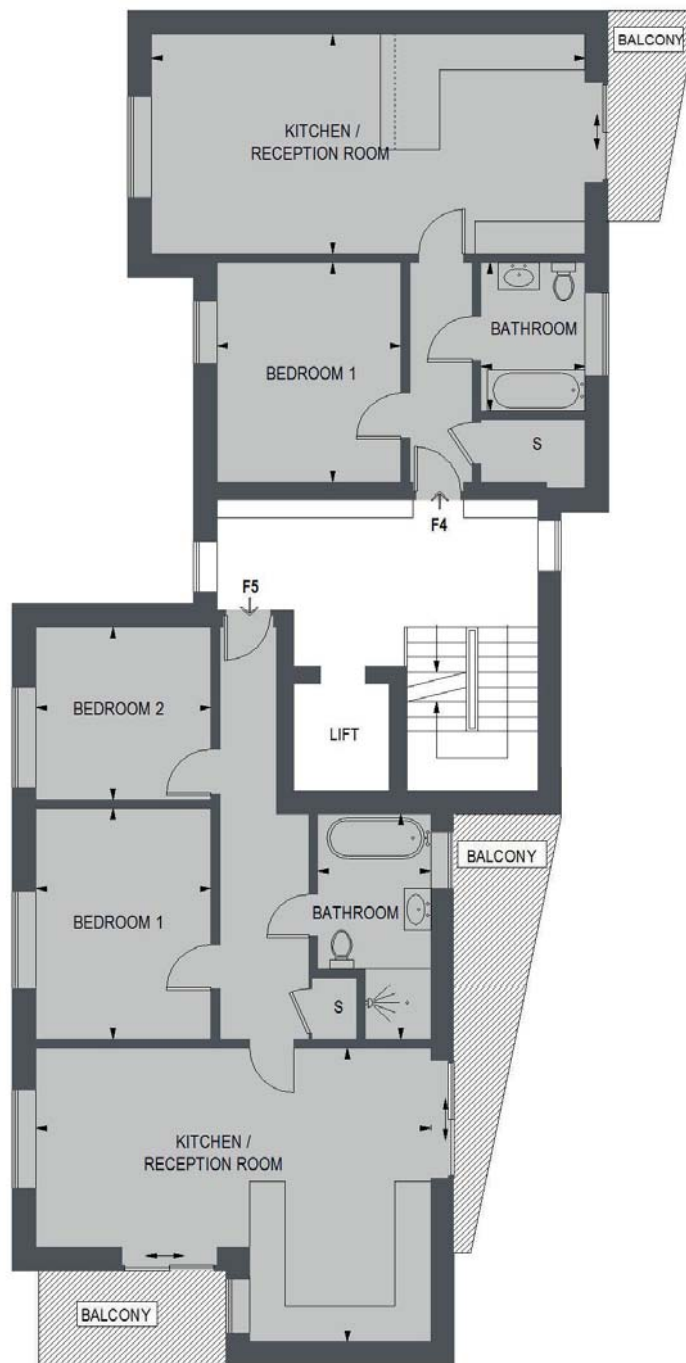 BALCONY
KITCHEN /
RECEPTION ROOM
BATHROOM
BEDROOM 1
S
F4
F5
BEDROOM 2
LIFT
BALCONY
BATHROOM
BEDROOM 1
S
KITCHEN /
RECEPTION ROOM
BALCONY